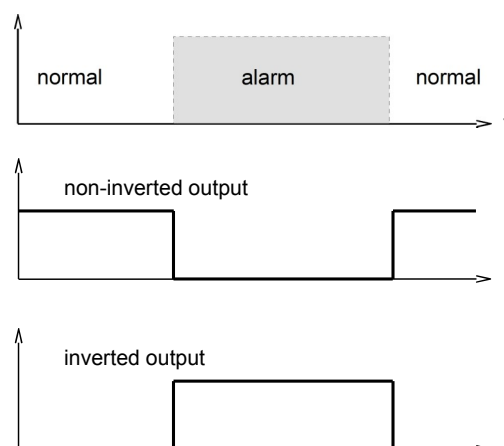 normal alarm normal
non-inverted output
inverted output